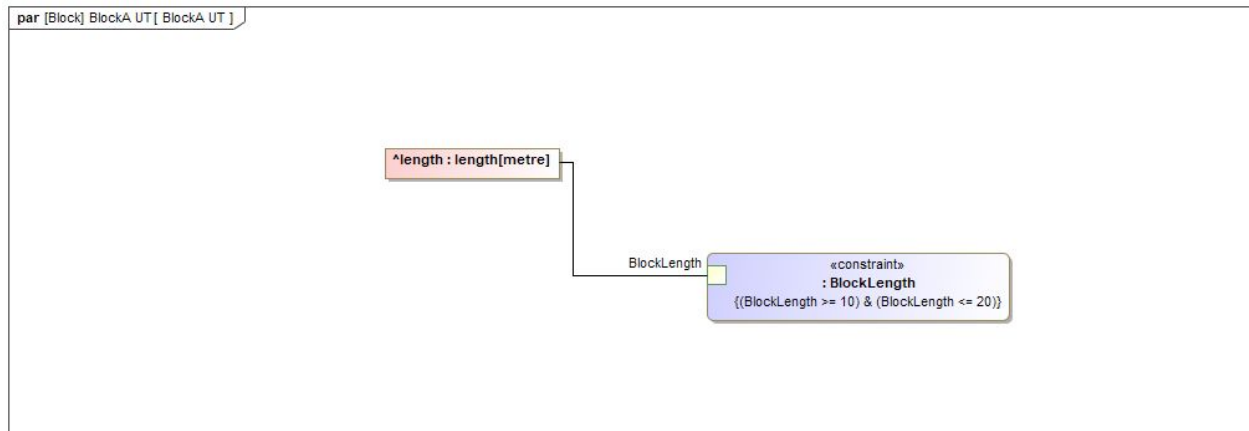 par [Block] BlockA UT [ BlockA UT ]
^length : length[metre]
BlockLength
«constraint»
: BlockLength
{(BlockLength >= 10) & (BlockLength <= 20)}